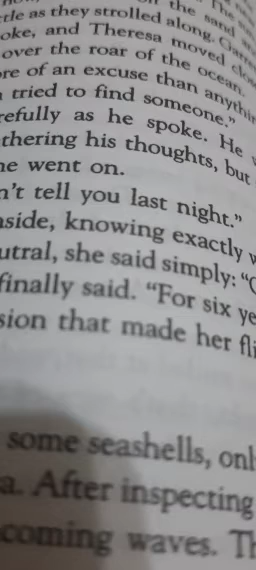 the sand
tle as they strolled along. Garr
oke, and Theresa moved clos
over the roar of the ocean.
re of an excuse than anythin
tried to find someone."
refully as he spoke. He
thering his thoughts, but
he went on.
n't tell you last night."
aside, knowing exactly w
utral, she said simply: "O
finally said. "For six ye
sion that made her fli
some seashells, onl
a. After inspecting
coming waves. Th